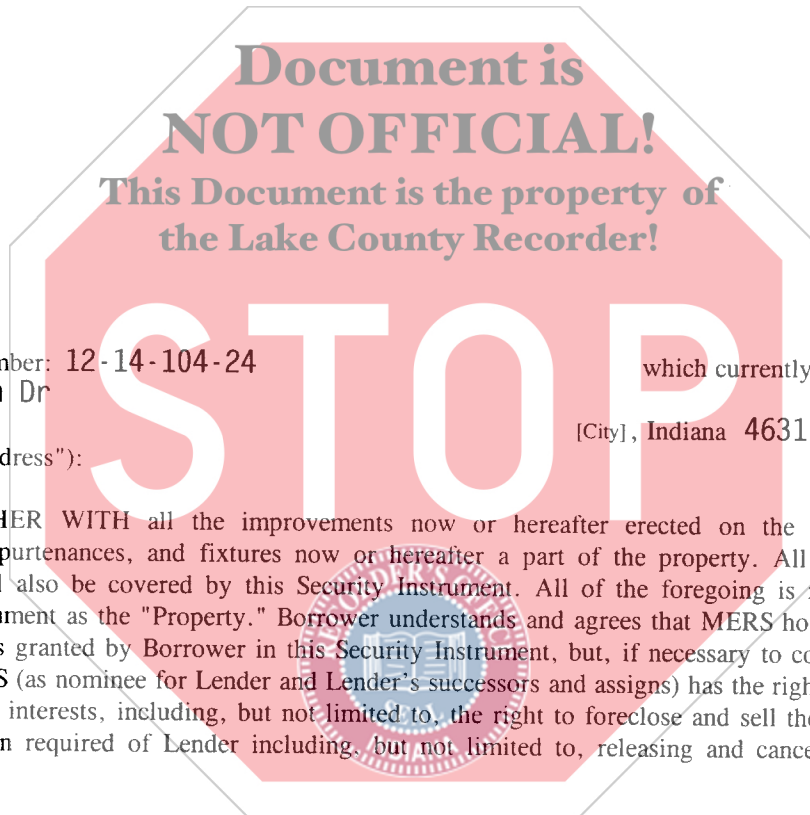 Document is
NOT OFFICIAL!
This Document is the property of
the Lake County Recorder!
STOP
nber: 12-14-104-24 which currently
Dr
[City], Indiana 4631
dress"):
HER WITH all the improvements now or hereafter erected on the
purtenances, and fixtures now or hereafter a part of the property. All
also be covered by this Security Instrument. All of the foregoing is
ument as the "Property." Borrower understands and agrees that MERS ho
s granted by Borrower in this Security Instrument, but, if necessary to co
S (as nominee for Lender and Lender's successors and assigns) has the righ
interests, including, but not limited to, the right to foreclose and sell the
n required of Lender including, but not limited to, releasing and cance
SEAL
INDIANA